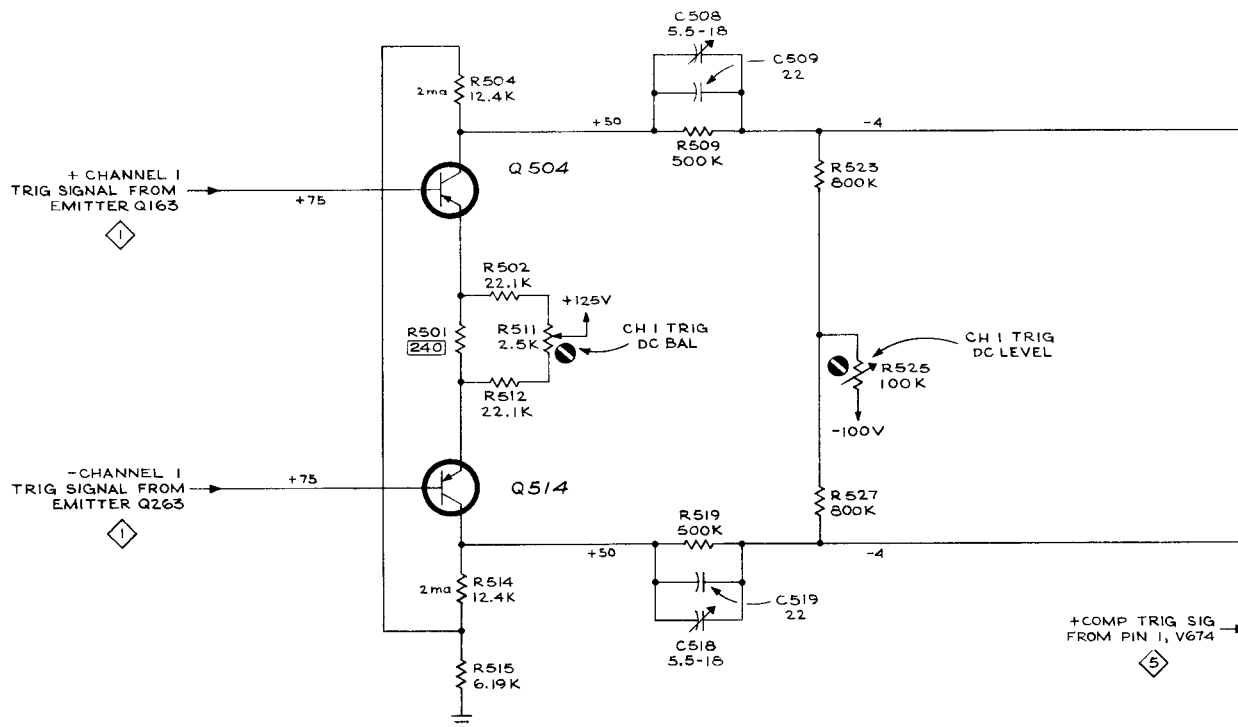 C508
5.5-18
C509
22
R504
12.4K
2ma
+50
R509
500K
-4
Q504
+ CHANNEL 1
TRIG SIGNAL FROM
EMITTER Q163
1
+75
R523
800K
R502
22.1K
+125V
R501
240
R511
2.5K
CH 1 TRIG
DC BAL
CH 1 TRIG
DC LEVEL
R525
100K
R512
22.1K
-100V
-CHANNEL 1
TRIG SIGNAL FROM
EMITTER Q263
1
+75
Q514
R527
800K
R519
500K
+50
-4
2ma
R514
12.4K
C519
22
C518
5.5-18
+COMP TRIG SIG
FROM PIN 1, V674
5
R515
6.19K